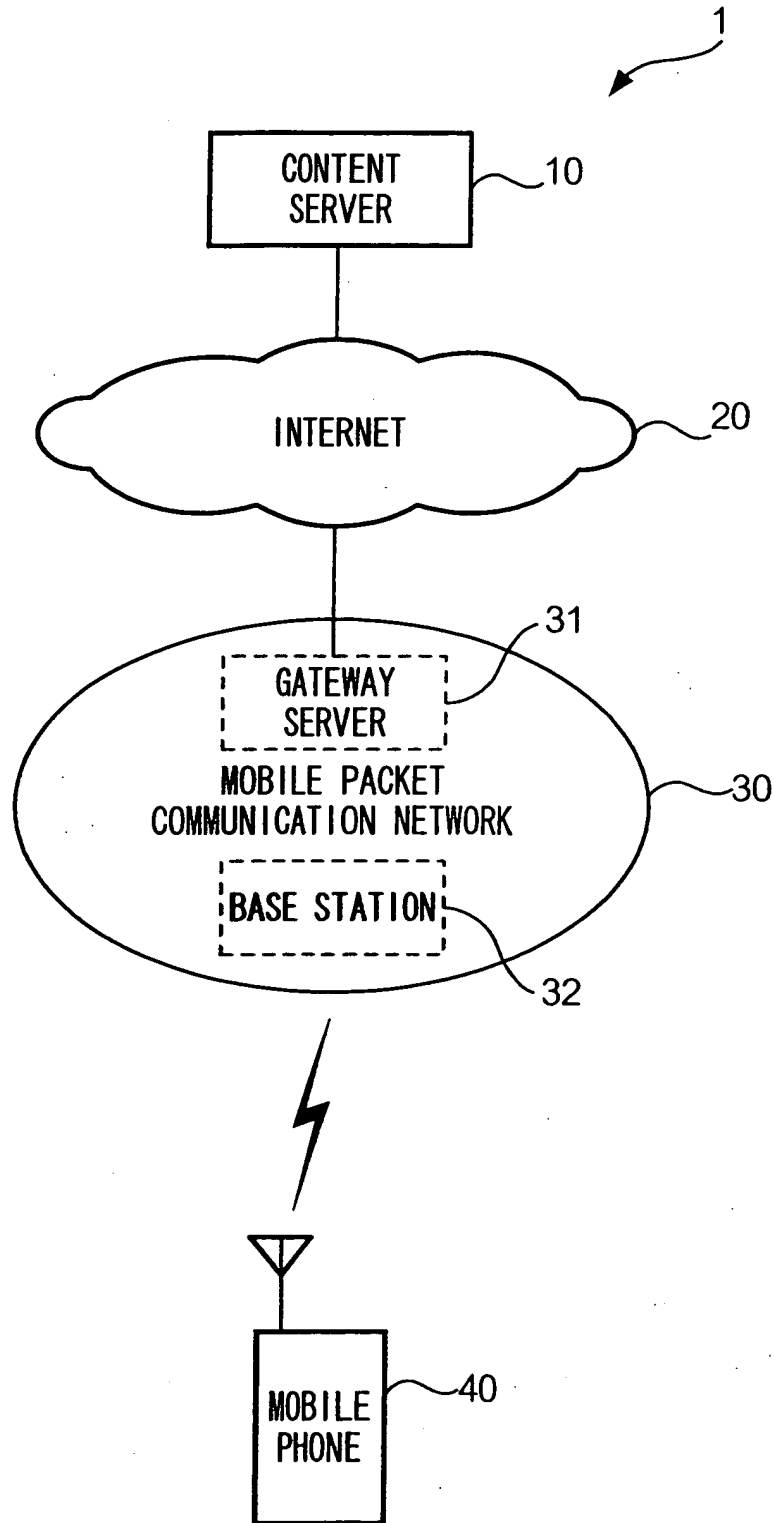 1
CONTENT
SERVER
10
INTERNET
20
31
GATEWAY
SERVER
MOBILE PACKET
COMMUNICATION NETWORK
30
BASE STATION
32
MOBILE
PHONE
40